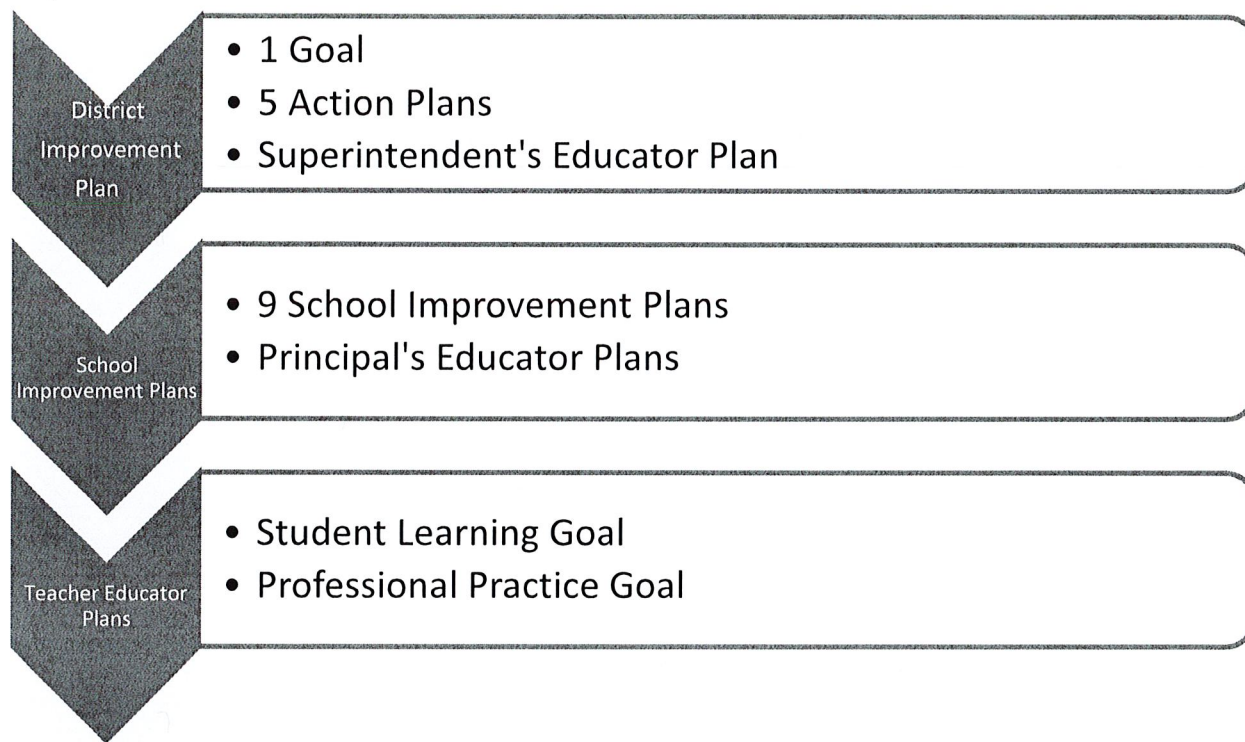 District
Improvement
Plan
• 1 Goal
• 5 Action Plans
• Superintendent's Educator Plan
School
Improvement Plans
• 9 School Improvement Plans
• Principal's Educator Plans
Teacher Educator
Plans
• Student Learning Goal
• Professional Practice Goal